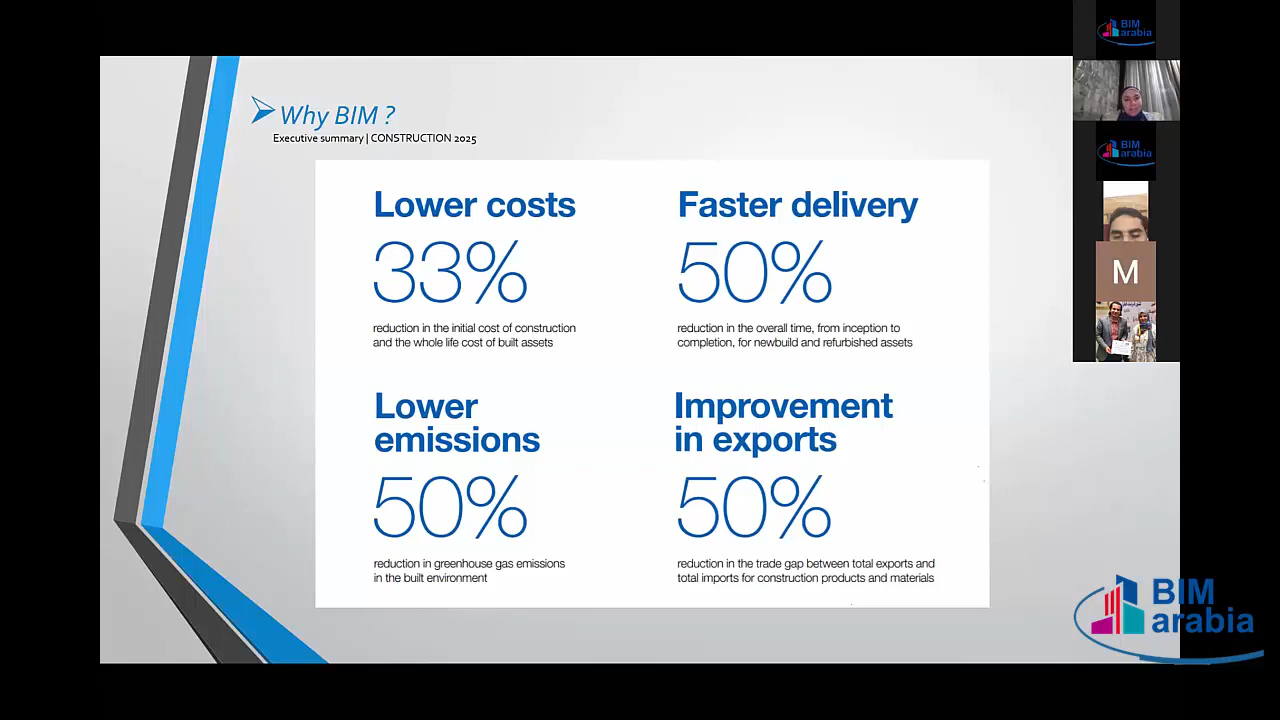 Why BIM ?
Executive summary | CONSTRUCTION 2025
Lower costs
33%
reduction in the initial cost of construction
and the whole life cost of built assets
Faster delivery
50%
reduction in the overall time, from inception to
completion, for newbuild and refurbished assets
Lower
emissions
50%
reduction in greenhouse gas emissions
in the built environment
Improvement
in exports
50%
reduction in the trade gap between total exports and
total imports for construction products and materials
BIM
arabia
BIM
arabia
M
BIM
arabia